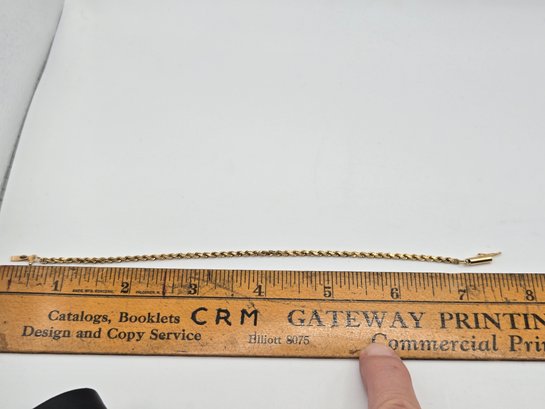 1 2 3 4 5 6 7 8
Catalogs, Booklets CRM GATEWAY PRINTIN
Design and Copy Service Elliott 8075 Commercial Prin